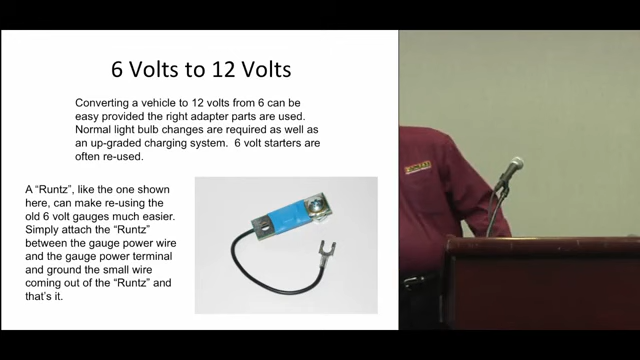 6 Volts to 12 Volts
Converting a vehicle to 12 volts from 6 can be
easy provided the right adapter parts are used.
Normal light bulb changes are required as well as
an up-graded charging system.  6 volt starters are
often re-used.
A “Runtz”, like the one shown
here, can make re-using the
old 6 volt gauges much easier.
Simply attach the “Runtz”
between the gauge power wire
and the gauge power terminal
and ground the small wire
coming out of the “Runtz” and
that’s it.